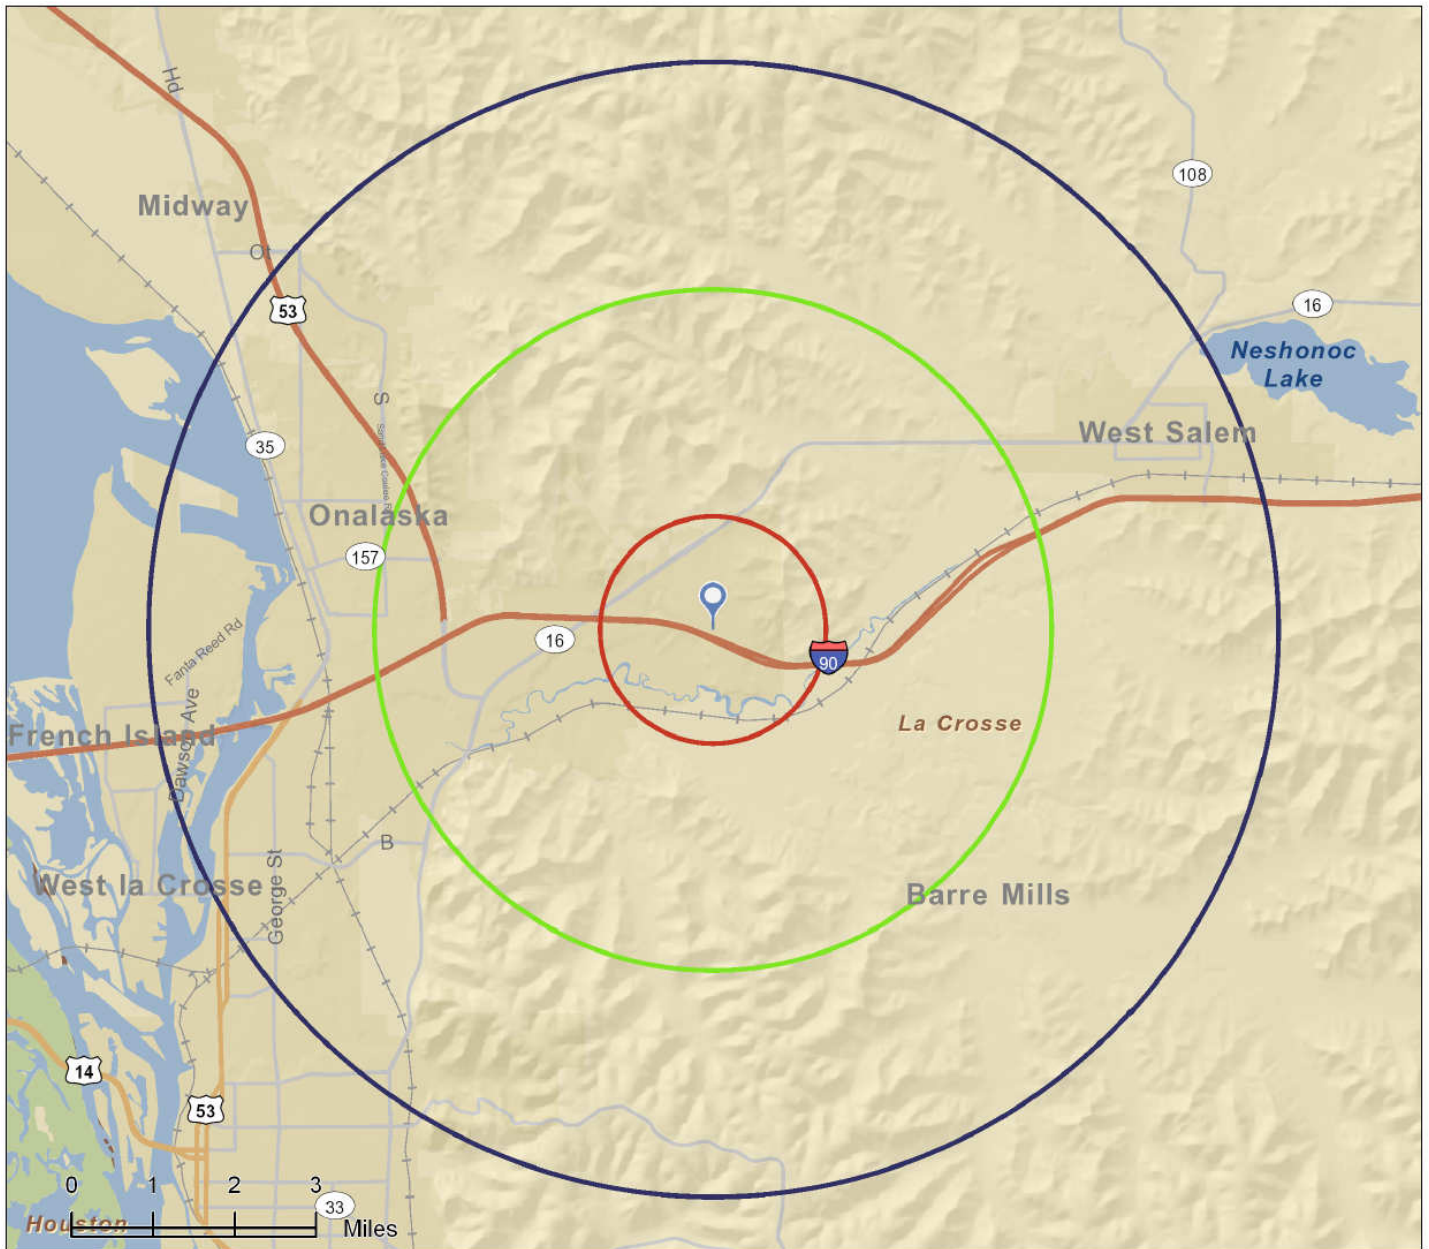 Hd
Midway
108
Ot
53
16
Neshonoc
Lake
S
35
West Salem
Onalaska
157
Fanta Reed Rd
16
90
La Crosse
French Island
Dawson Ave
B
West la Crosse
George St
Barre Mills
14
53
0 1 2 3
33
Houston
Miles